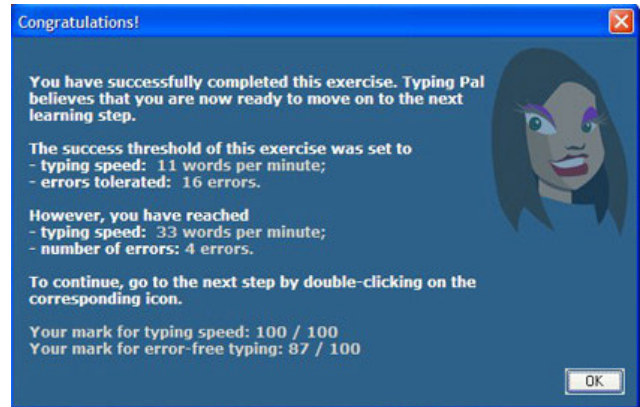 Congratulations!
You have successfully completed this exercise. Typing Pal
believes that you are now ready to move on to the next
learning step.
The success threshold of this exercise was set to
- typing speed: 11 words per minute;
- errors tolerated: 16 errors.
However, you have reached
- typing speed: 33 words per minute;
- number of errors: 4 errors.
To continue, go to the next step by double-clicking on the
corresponding icon.
Your mark for typing speed: 100 / 100
Your mark for error-free typing: 87 / 100
OK